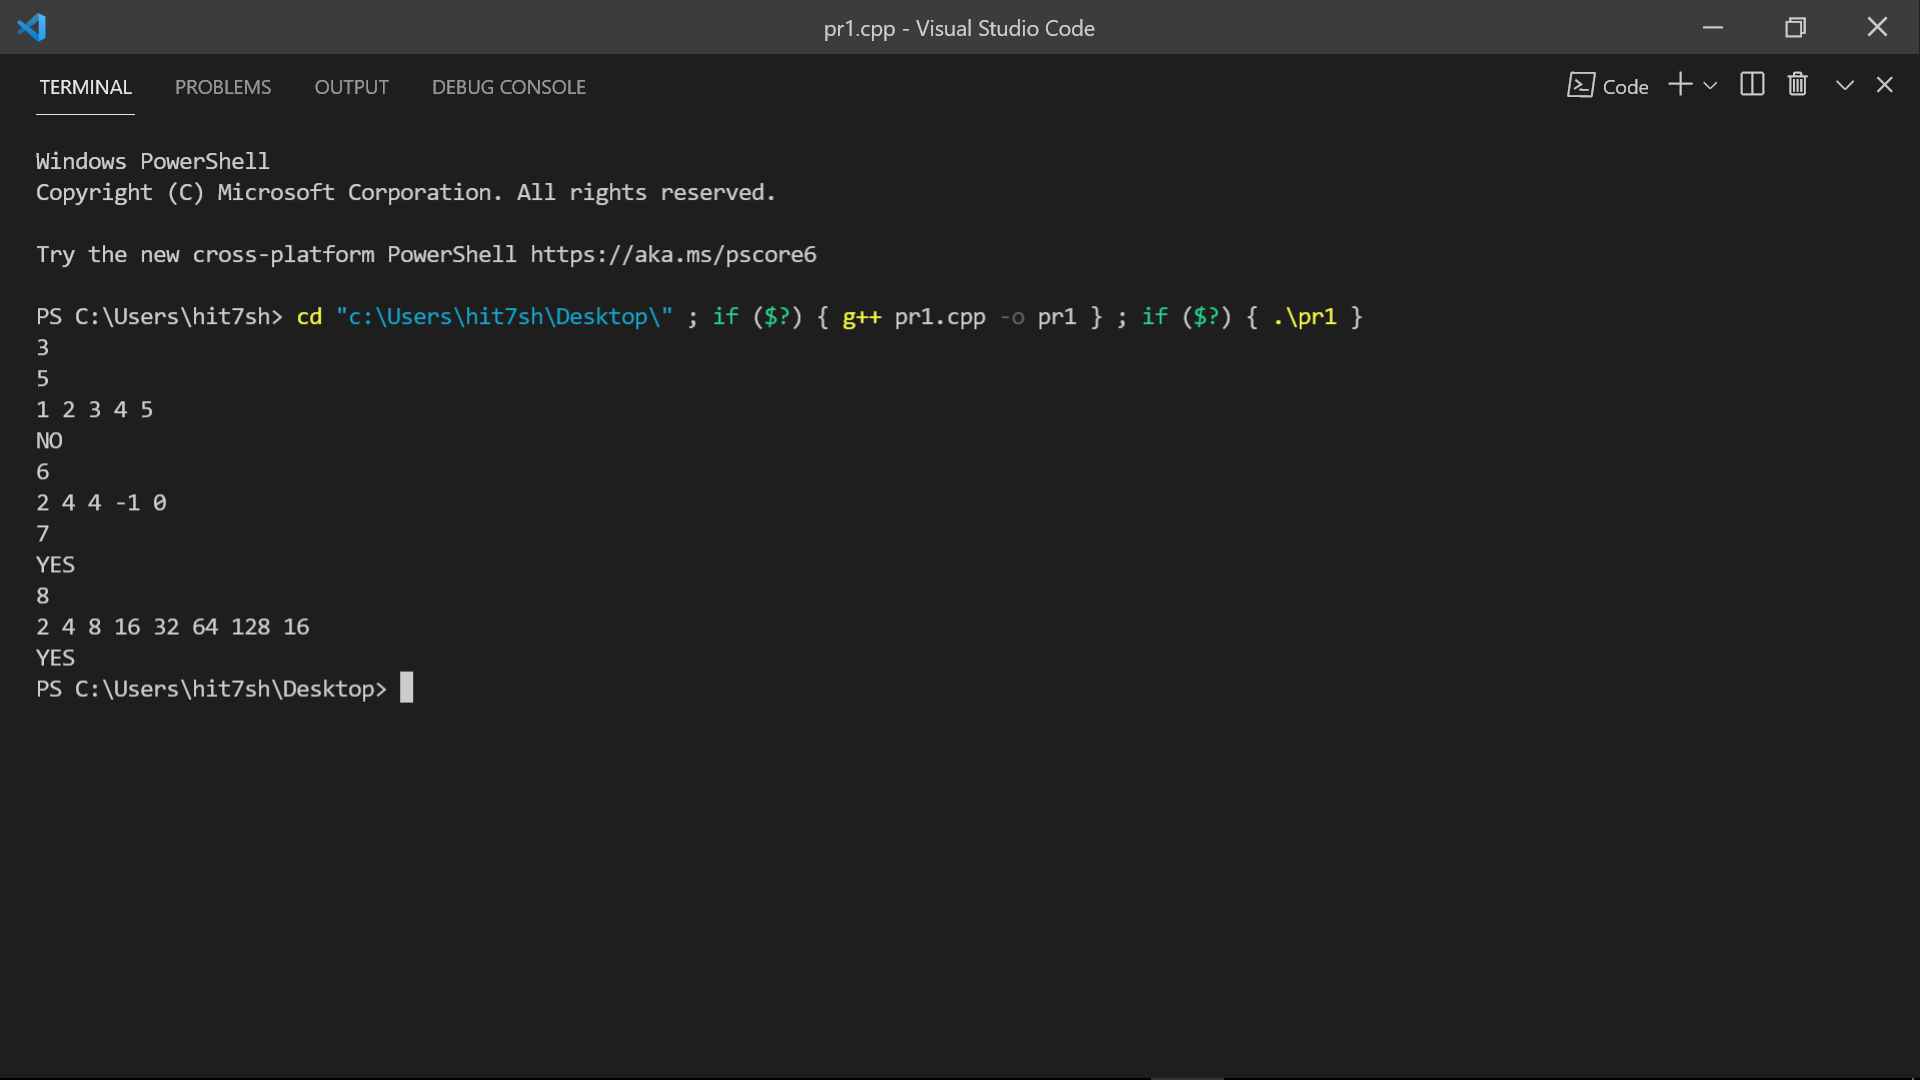 pr1.cpp - Visual Studio Code
TERMINAL PROBLEMS OUTPUT DEBUG CONSOLE Code
Windows PowerShell
Copyright (C) Microsoft Corporation. All rights reserved.
Try the new cross-platform PowerShell https://aka.ms/pscore6
PS C:\Users\hit7sh> cd "c:\Users\hit7sh\Desktop\" ; if ($?) { g++ pr1.cpp -o pr1 } ; if ($?) { .\pr1 }
3
5
1 2 3 4 5
NO
6
2 4 4 -1 0
7
YES
8
2 4 8 16 32 64 128 16
YES
PS C:\Users\hit7sh\Desktop>